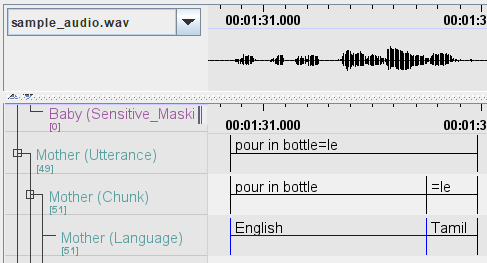 sample_audio.wav
00:01:31.000
00:01:3
Baby (Sensitive_Maski
[0]
00:01:31.000
00:01:3
Mother (Utterance)
[49]
pour in bottle=le
Mother (Chunk)
[51]
pour in bottle
=le
Mother (Language)
[51]
English
Tamil